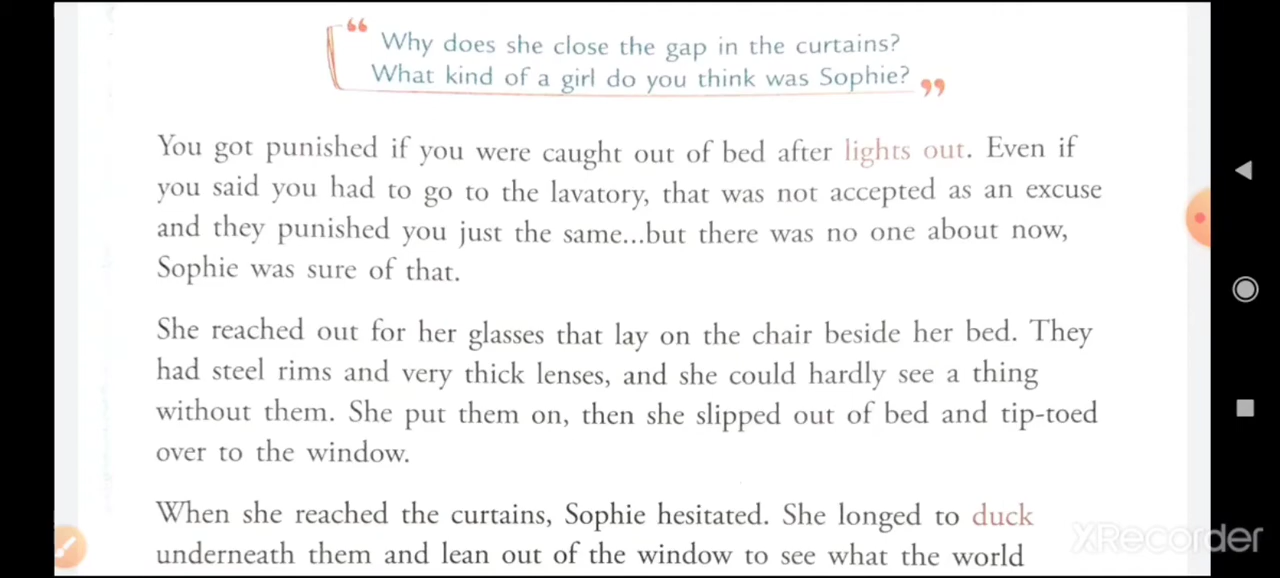 “ Why does she close the gap in the curtains?
What kind of a girl do you think was Sophie? ”
You got punished if you were caught out of bed after lights out. Even if
you said you had to go to the lavatory, that was not accepted as an excuse
and they punished you just the same...but there was no one about now,
Sophie was sure of that.
She reached out for her glasses that lay on the chair beside her bed. They
had steel rims and very thick lenses, and she could hardly see a thing
without them. She put them on, then she slipped out of bed and tip-toed
over to the window.
When she reached the curtains, Sophie hesitated. She longed to duck
underneath them and lean out of the window to see what the world
XRecorder